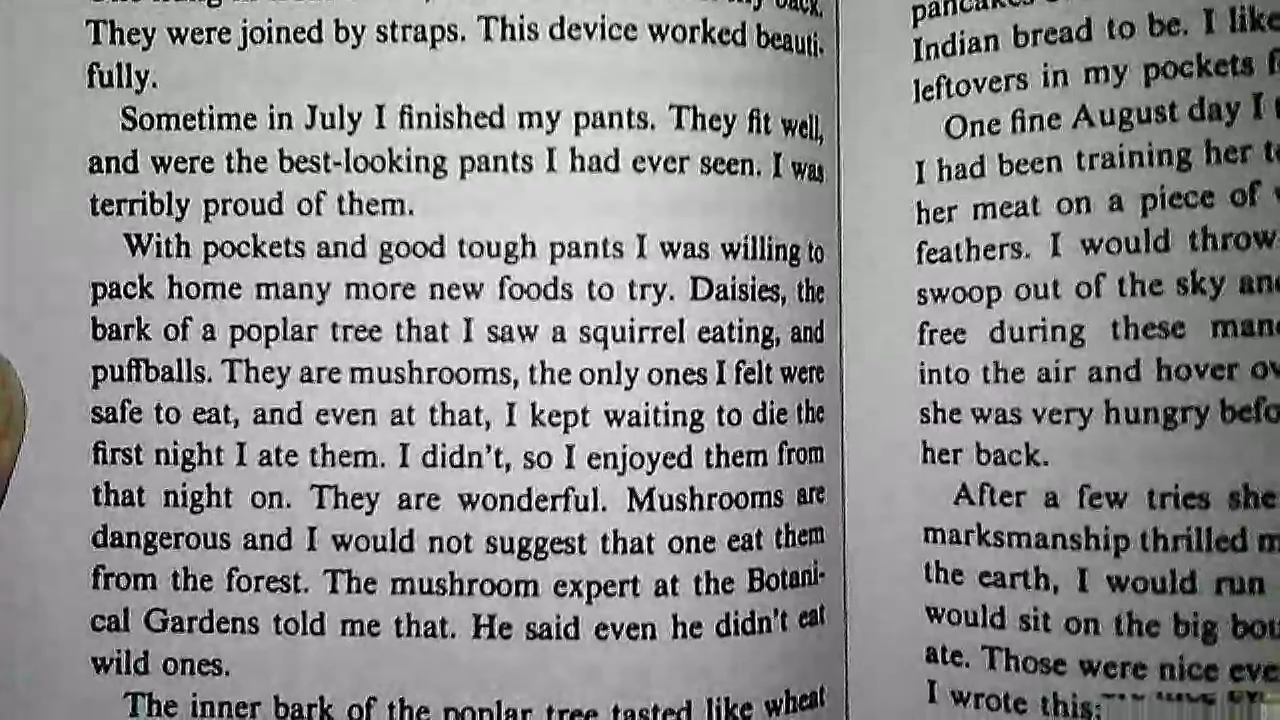 They were joined by straps. This device worked beauti-
fully.
Sometime in July I finished my pants. They fit well,
and were the best-looking pants I had ever seen. I was
terribly proud of them.
With pockets and good tough pants I was willing to
pack home many more new foods to try. Daisies, the
bark of a poplar tree that I saw a squirrel eating, and
puffballs. They are mushrooms, the only ones I felt were
safe to eat, and even at that, I kept waiting to die the
first night I ate them. I didn't, so I enjoyed them from
that night on. They are wonderful. Mushrooms are
dangerous and I would not suggest that one eat them
from the forest. The mushroom expert at the Botani-
cal Gardens told me that. He said even he didn't eat
wild ones.
The inner bark of the poplar tree tasted like wheat
pancakes
Indian bread to be. I like
leftovers in my pockets
One fine August day I
I had been training her
her meat on a piece of
feathers. I would throw
swoop out of the sky
free during these
into the air and hover
she was very hungry
her back.
After a few tries she
marksmanship thrilled
the earth, I would run
would sit on the big
ate. Those were nice
I wrote this: